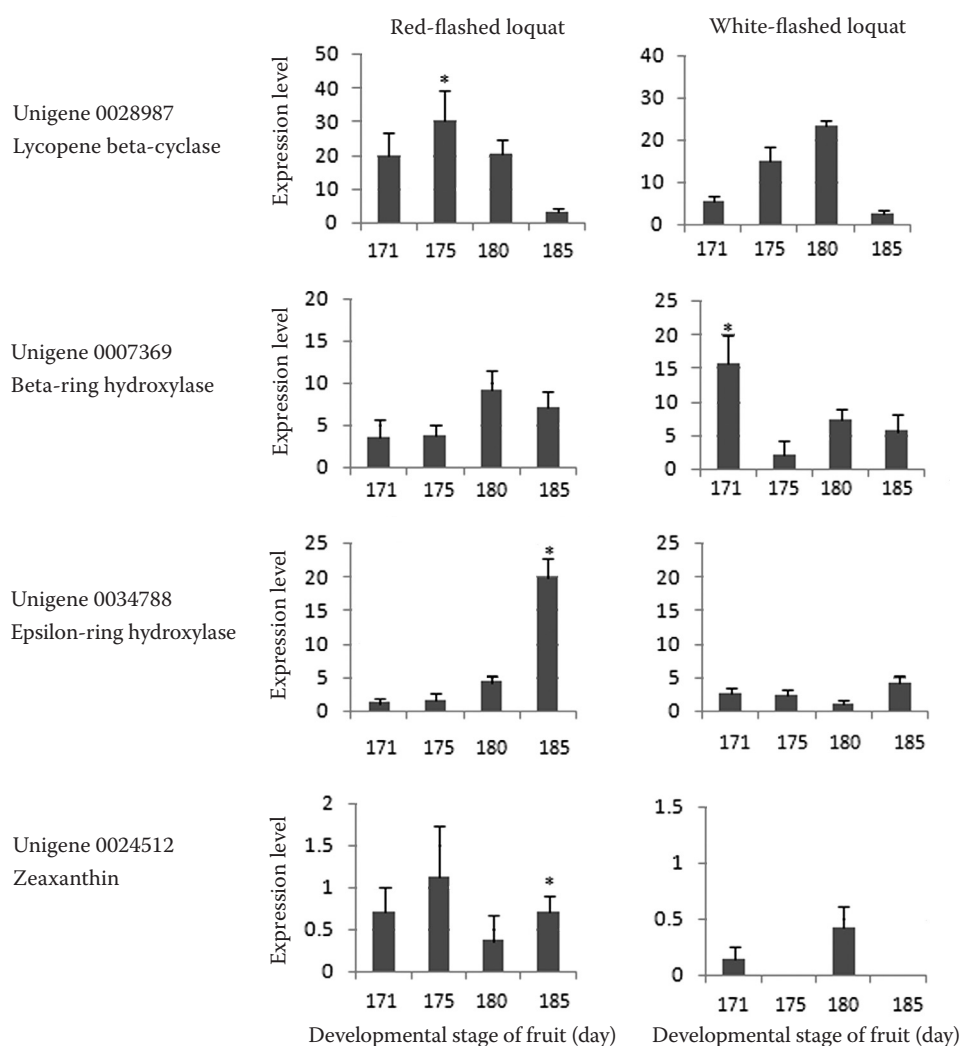 Red-flashed loquat
White-flashed loquat
Unigene 0028987
Lycopene beta-cyclase
Expression level
50
40
30
20
10
0
*
171 175 180 185
40
30
20
10
0
171 175 180 185
Unigene 0007369
Beta-ring hydroxylase
Expression level
20
15
10
5
0
171 175 180 185
25
20
15
10
5
0
*
171 175 180 185
Unigene 0034788
Epsilon-ring hydroxylase
Expression level
25
20
15
10
5
0
*
171 175 180 185
25
20
15
10
5
0
171 175 180 185
Unigene 0024512
Zeaxanthin
Expression level
2
1.5
1
0.5
0
*
171 175 180 185
1.5
1
0.5
0
171 175 180 185
Developmental stage of fruit (day)
Developmental stage of fruit (day)